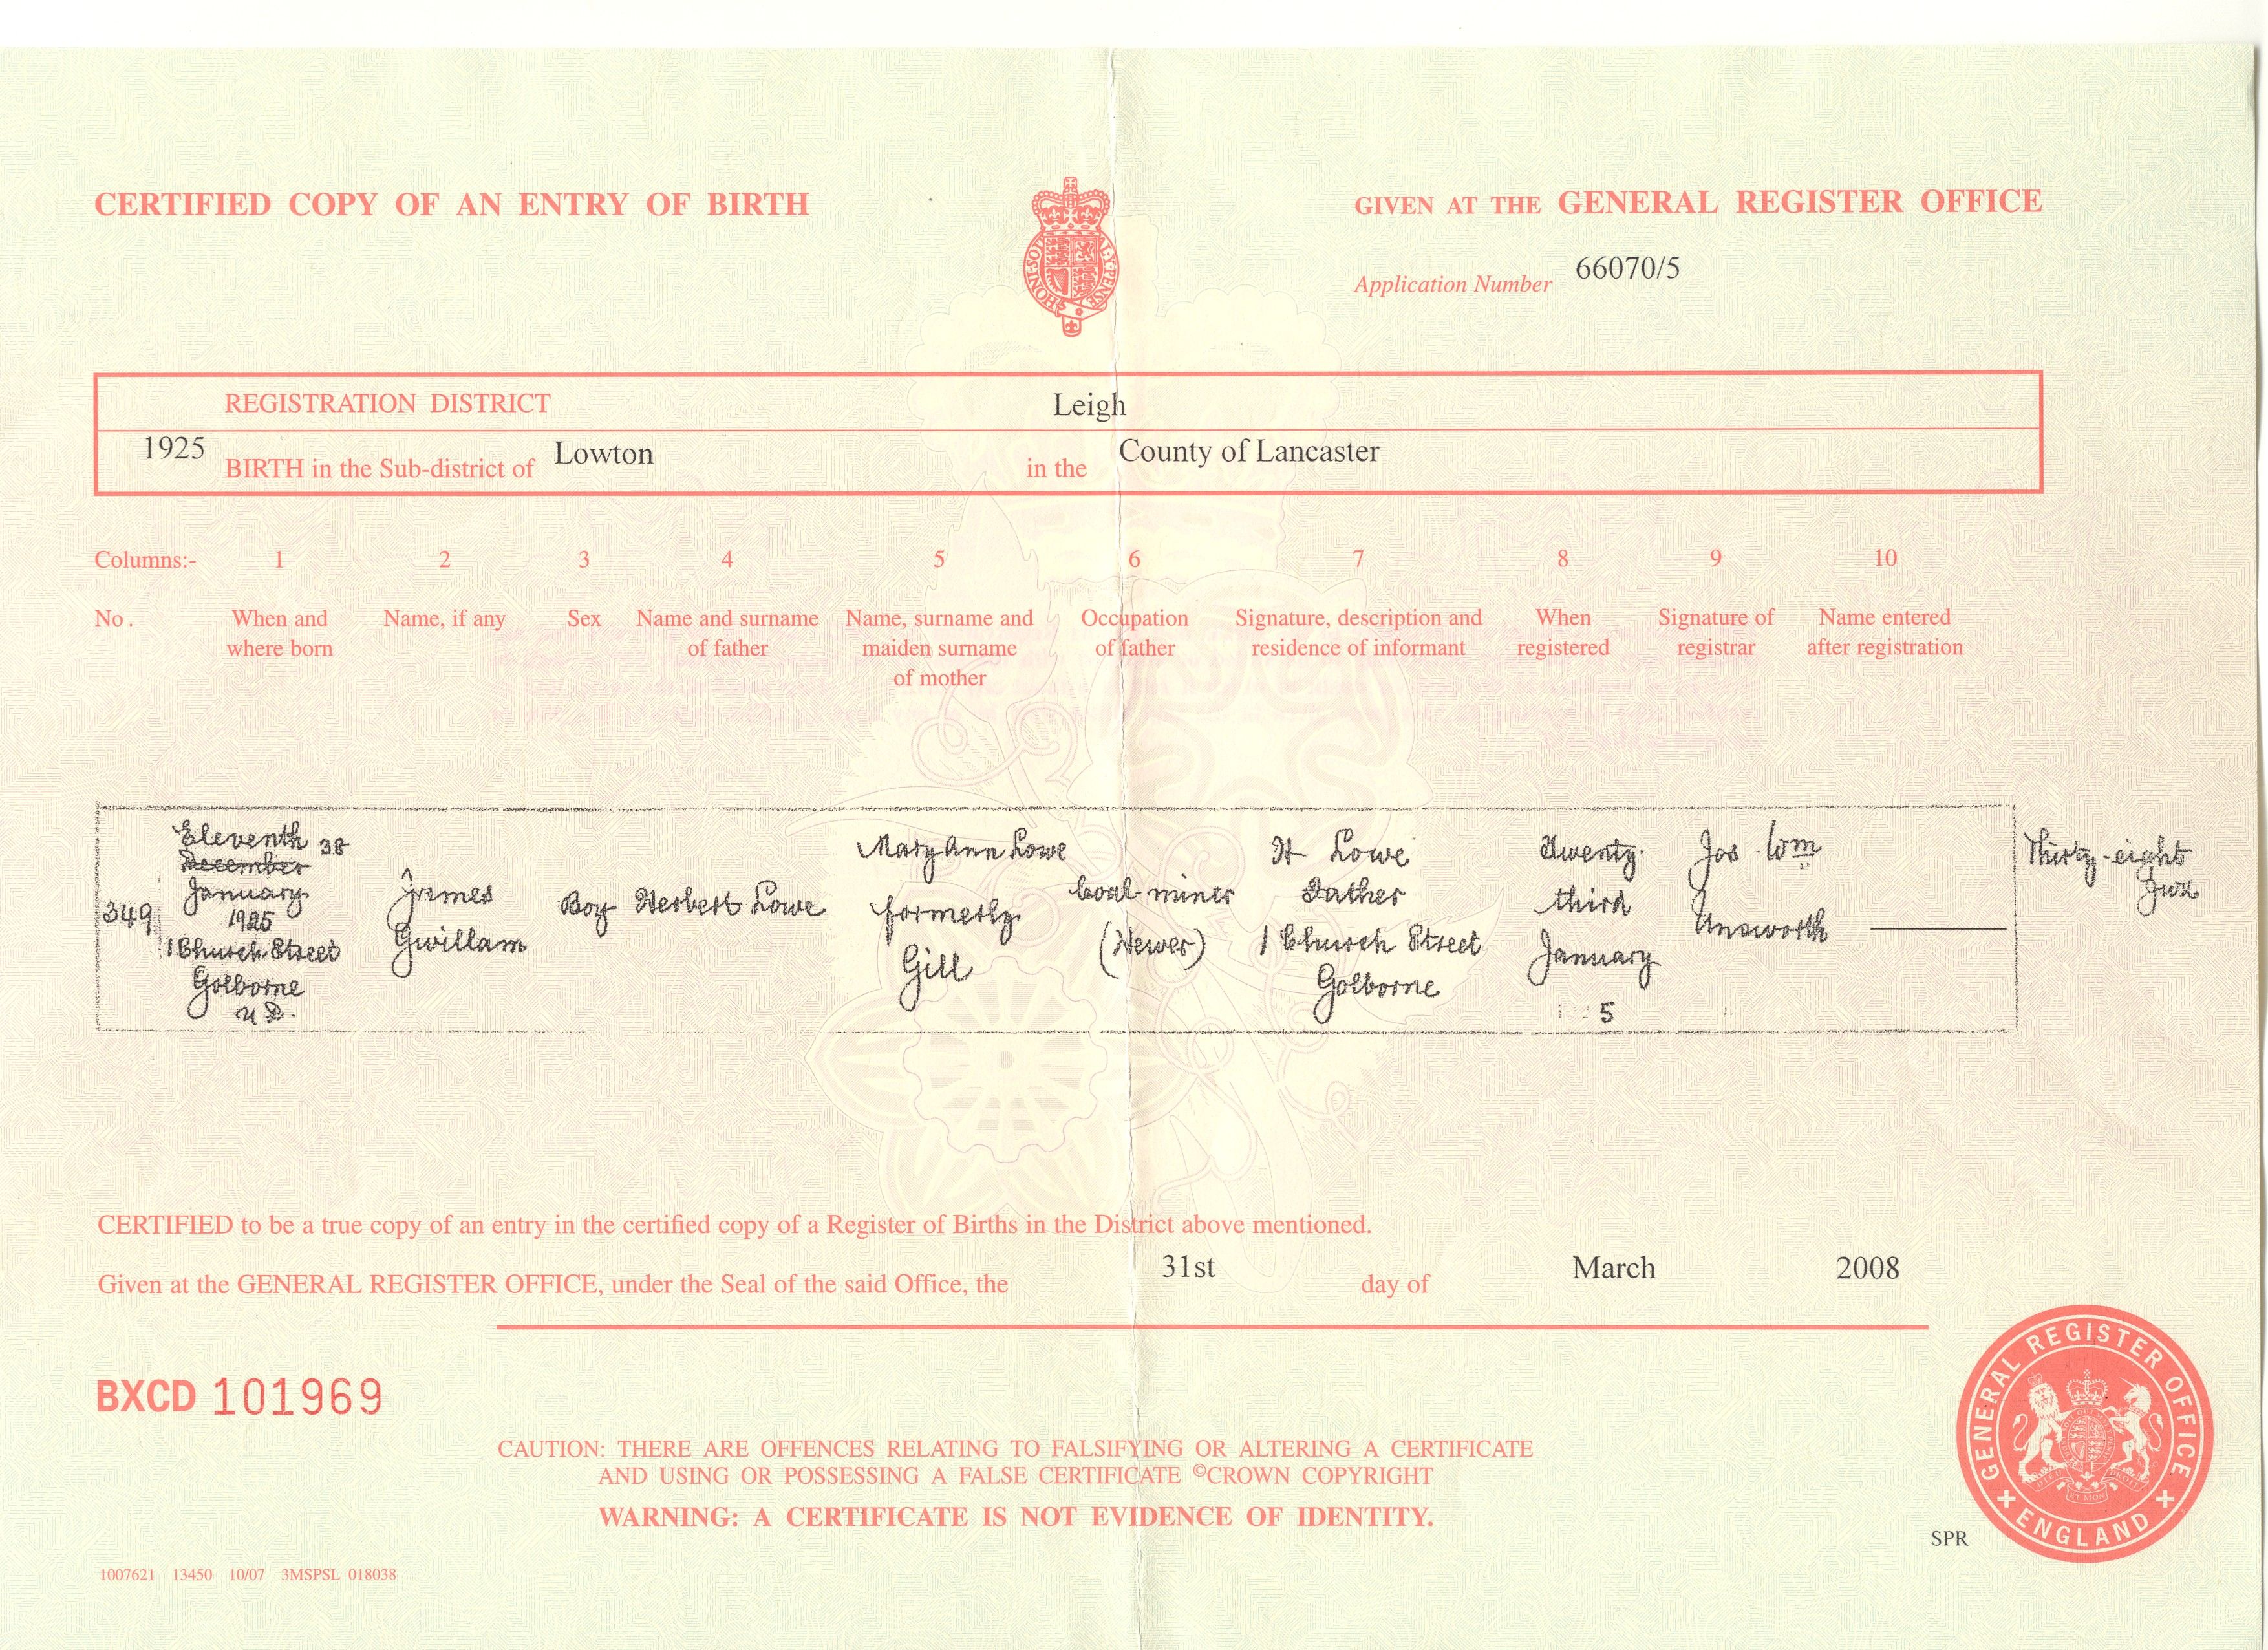 CERTIFIED COPY OF AN ENTRY OF BIRTH
GIVEN AT THE GENERAL REGISTER OFFICE
HONI·SOIT
AL·Y·PENSE
Application Number 66070/5
REGISTRATION DISTRICT Leigh
1925 BIRTH in the Sub-district of Lowton in the County of Lancaster
Columns:- 1 2 3 4 5 6 7 8 9 10
No. When and where born
Name, if any
Sex
Name and surname of father
Name, surname and maiden surname of mother
Occupation of father
Signature, description and residence of informant
When registered
Signature of registrar
Name entered after registration
349
Eleventh 38
December
January
1925
1 Church Street
Golborne
U D.
James
Gwillam
Boy
Herbert Lowe
Mary Ann Lowe
formerly
Gill
Coal miner
(Hewer)
H Lowe
Father
1 Church Street
Golborne
Twenty
third
January
5
Jos Wm
Unsworth
Thirty-eight
JWU
CERTIFIED to be a true copy of an entry in the certified copy of a Register of Births in the District above mentioned.
Given at the GENERAL REGISTER OFFICE, under the Seal of the said Office, the 31st day of March 2008
BXCD 101969
CAUTION: THERE ARE OFFENCES RELATING TO FALSIFYING OR ALTERING A CERTIFICATE
AND USING OR POSSESSING A FALSE CERTIFICATE ©CROWN COPYRIGHT
WARNING: A CERTIFICATE IS NOT EVIDENCE OF IDENTITY.
GENERAL REGISTER OFFICE
ENGLAND
SPR
1007621 13450 10/07 3MSPSL 018038